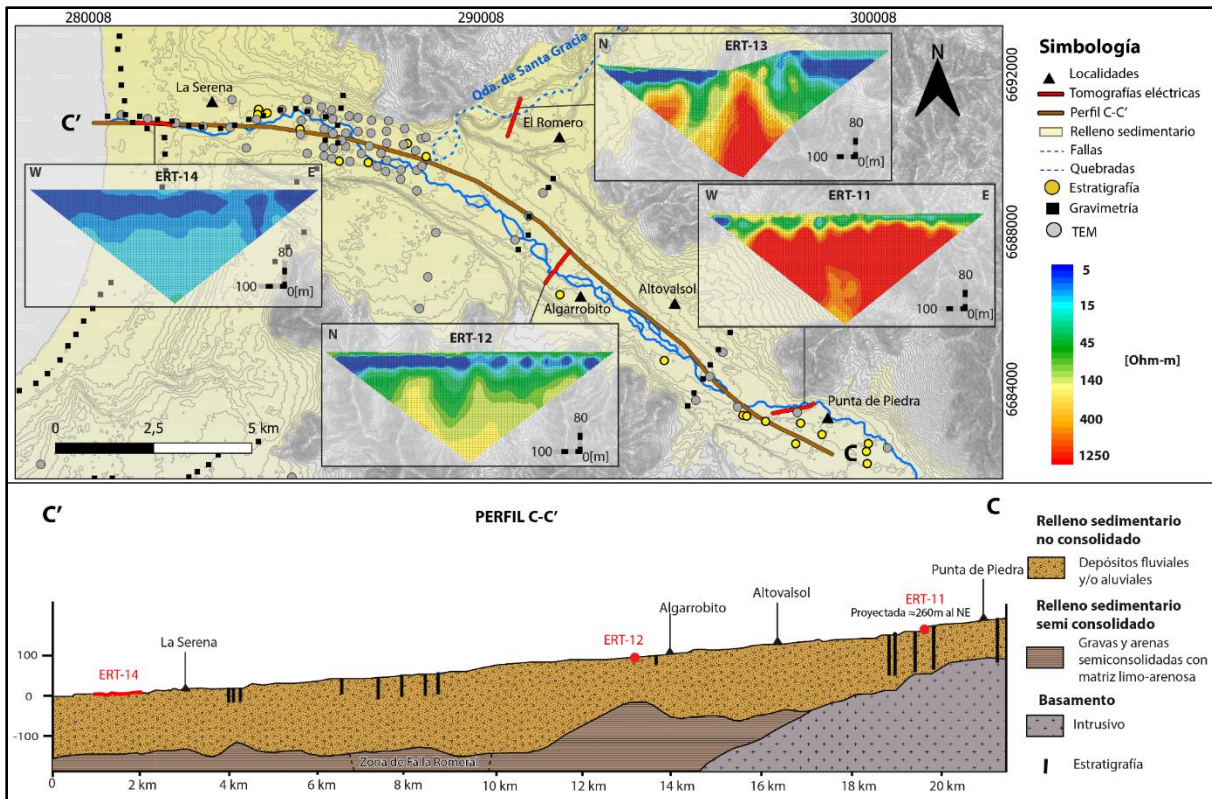 280008
290008
300008
6692000
6688000
6684000
N
La Serena
C'
Qda. de Santa Gracia
El Romero
Algarrobito
Altovalsol
Punta de Piedra
C
N
ERT-13
80
100
0[m]
W
E
ERT-14
80
100
0[m]
W
E
ERT-11
80
100
0[m]
N
ERT-12
80
100
0[m]
0
2,5
5 km
Simbología
Localidades
Tomografías eléctricas
Perfil C-C'
Relleno sedimentario
Fallas
Quebradas
Estratigrafía
Gravimetría
TEM
5
15
45
[Ohm-m]
140
400
1250
C'
PERFIL C-C'
C
La Serena
ERT-14
ERT-12
Algarrobito
Altovalsol
ERT-11
Proyectada ≈260m al NE
Punta de Piedra
100
0
-100
Zona de Falla Romeral
0
2 km
4 km
6 km
8 km
10 km
12 km
14 km
16 km
18 km
20 km
Relleno sedimentario
no consolidado
Depósitos fluviales
y/o aluviales
Relleno sedimentario
semi consolidado
Gravas y arenas
semiconsolidadas con
matriz limo-arenosa
Basamento
Intrusivo
Estratigrafía